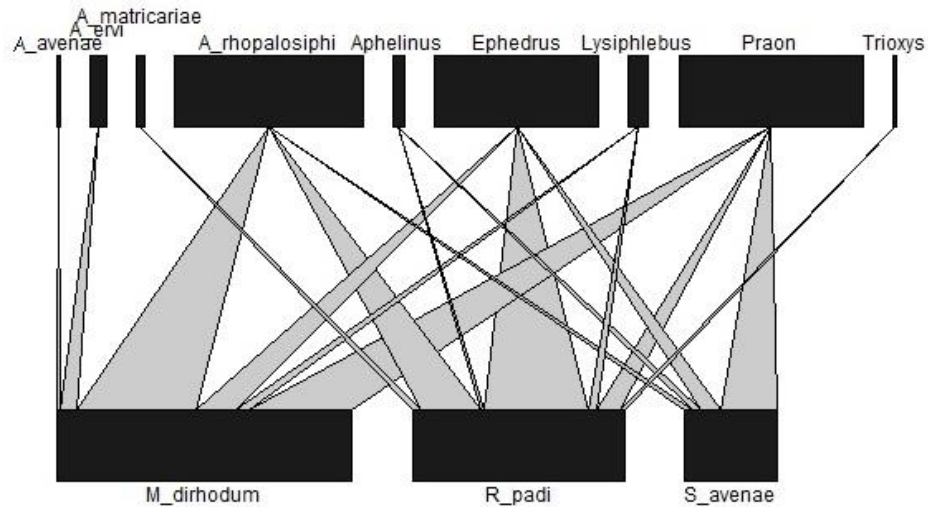 A_matricariae
A_ervi
A_avenae A_rhopalosiphi Aphelinus Ephedrus Lysiphlebus Praon Trioxys
M_dirhodum R_padi S_avenae